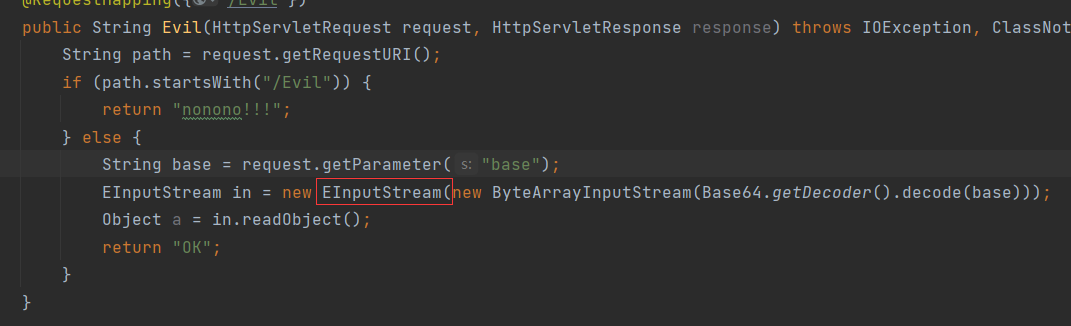 @RequestMapping({"/Evil"})
public String Evil(HttpServletRequest request, HttpServletResponse response) throws IOException, ClassNot
String path = request.getRequestURI();
if (path.startsWith("/Evil")) {
return "nonono!!!";
} else {
String base = request.getParameter( s: "base");
EInputStream in = new EInputStream(new ByteArrayInputStream(Base64.getDecoder().decode(base)));
Object a = in.readObject();
return "OK";
}
}